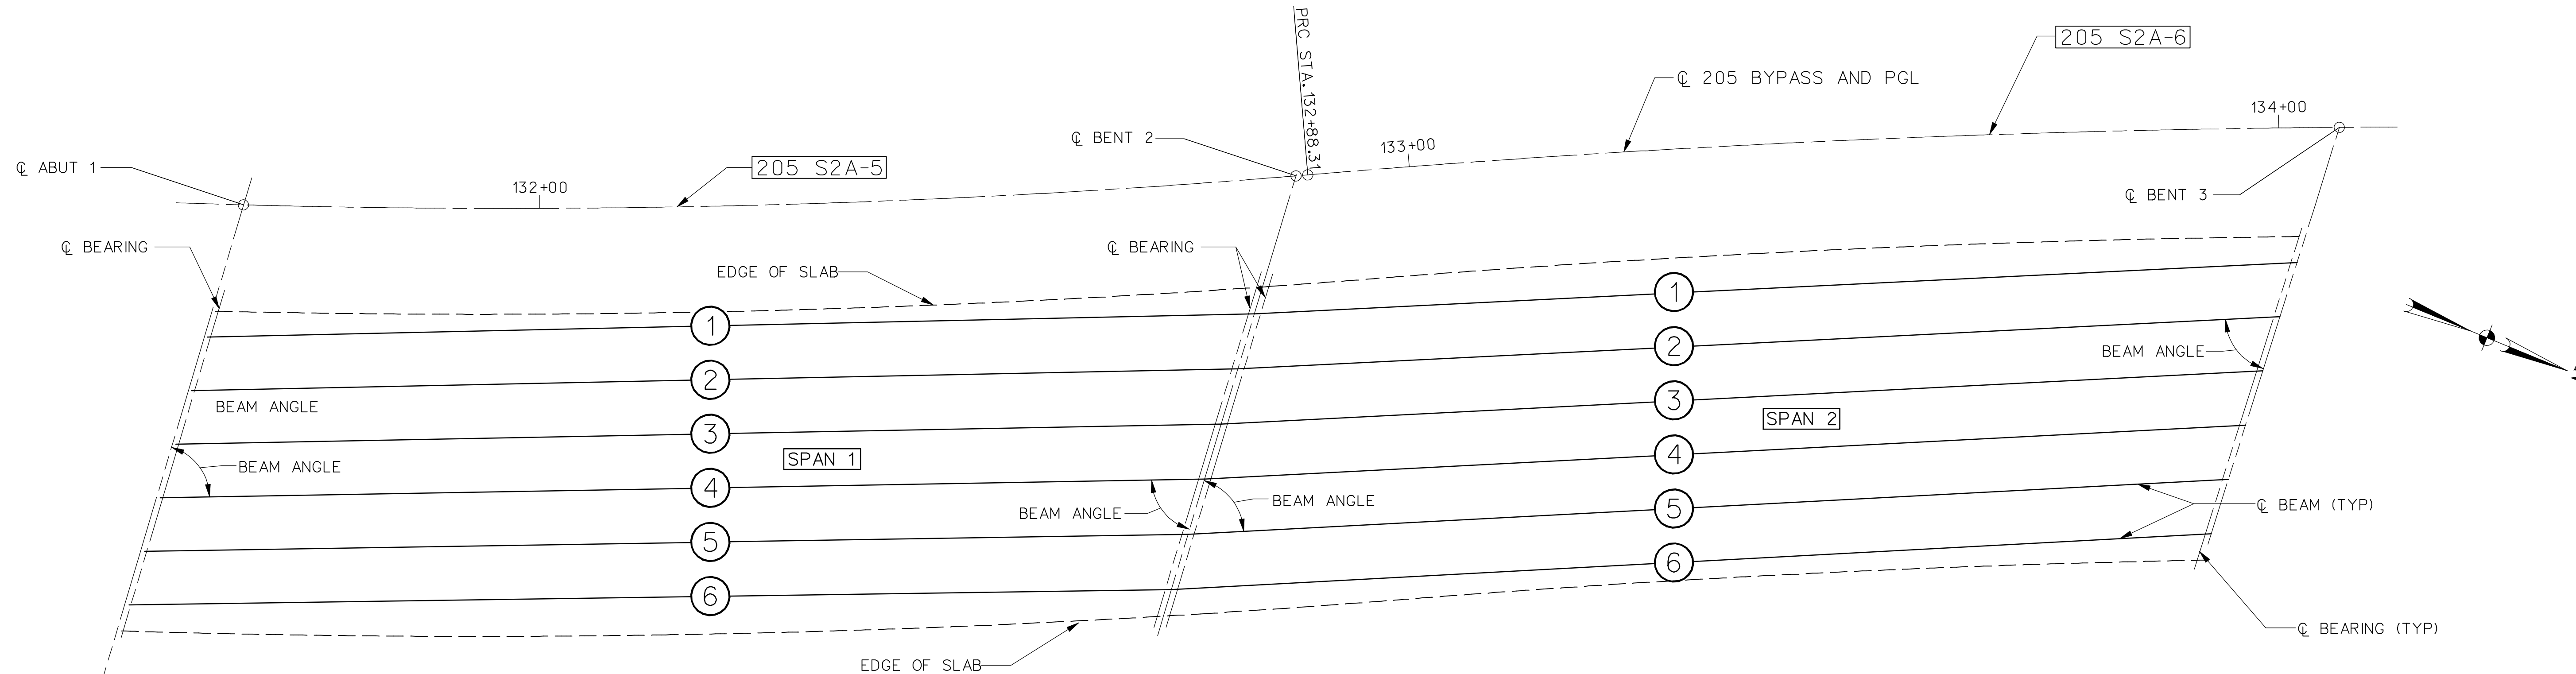 PRC STA.132+88.31
205 S2A-6
℄ 205 BYPASS AND PGL
134+00
℄ BENT 2
133+00
℄ ABUT 1
205 S2A-5
132+00
℄ BENT 3
℄ BEARING
℄ BEARING
EDGE OF SLAB
1
1
2
BEAM ANGLE
2
BEAM ANGLE
3
3
SPAN 2
SPAN 1
4
BEAM ANGLE
4
BEAM ANGLE
BEAM ANGLE
5
℄ BEAM (TYP)
5
6
6
℄ BEARING (TYP)
EDGE OF SLAB